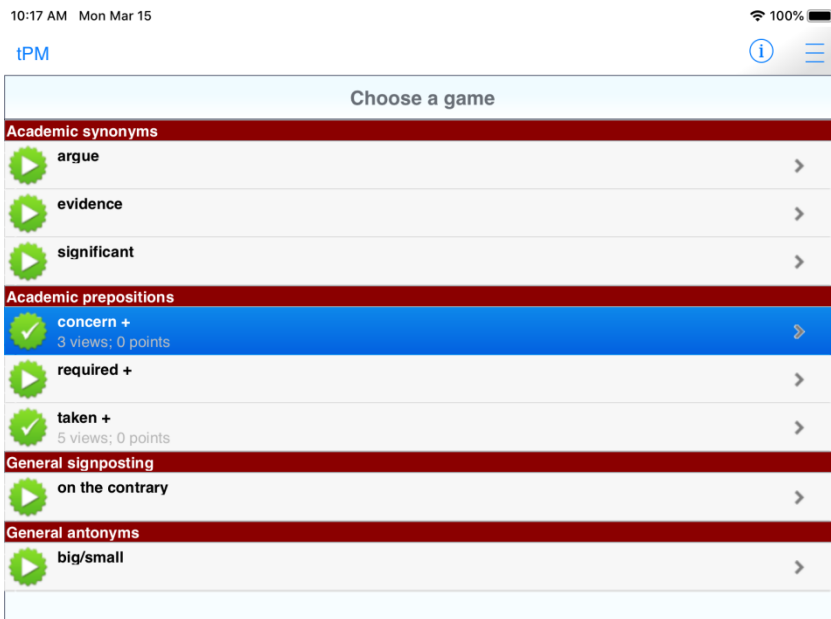 10:17 AM Mon Mar 15 100%
tPM i
Choose a game
Academic synonyms
argue
evidence
significant
Academic prepositions
concern +
3 views; 0 points
required +
taken +
5 views; 0 points
General signposting
on the contrary
General antonyms
big/small